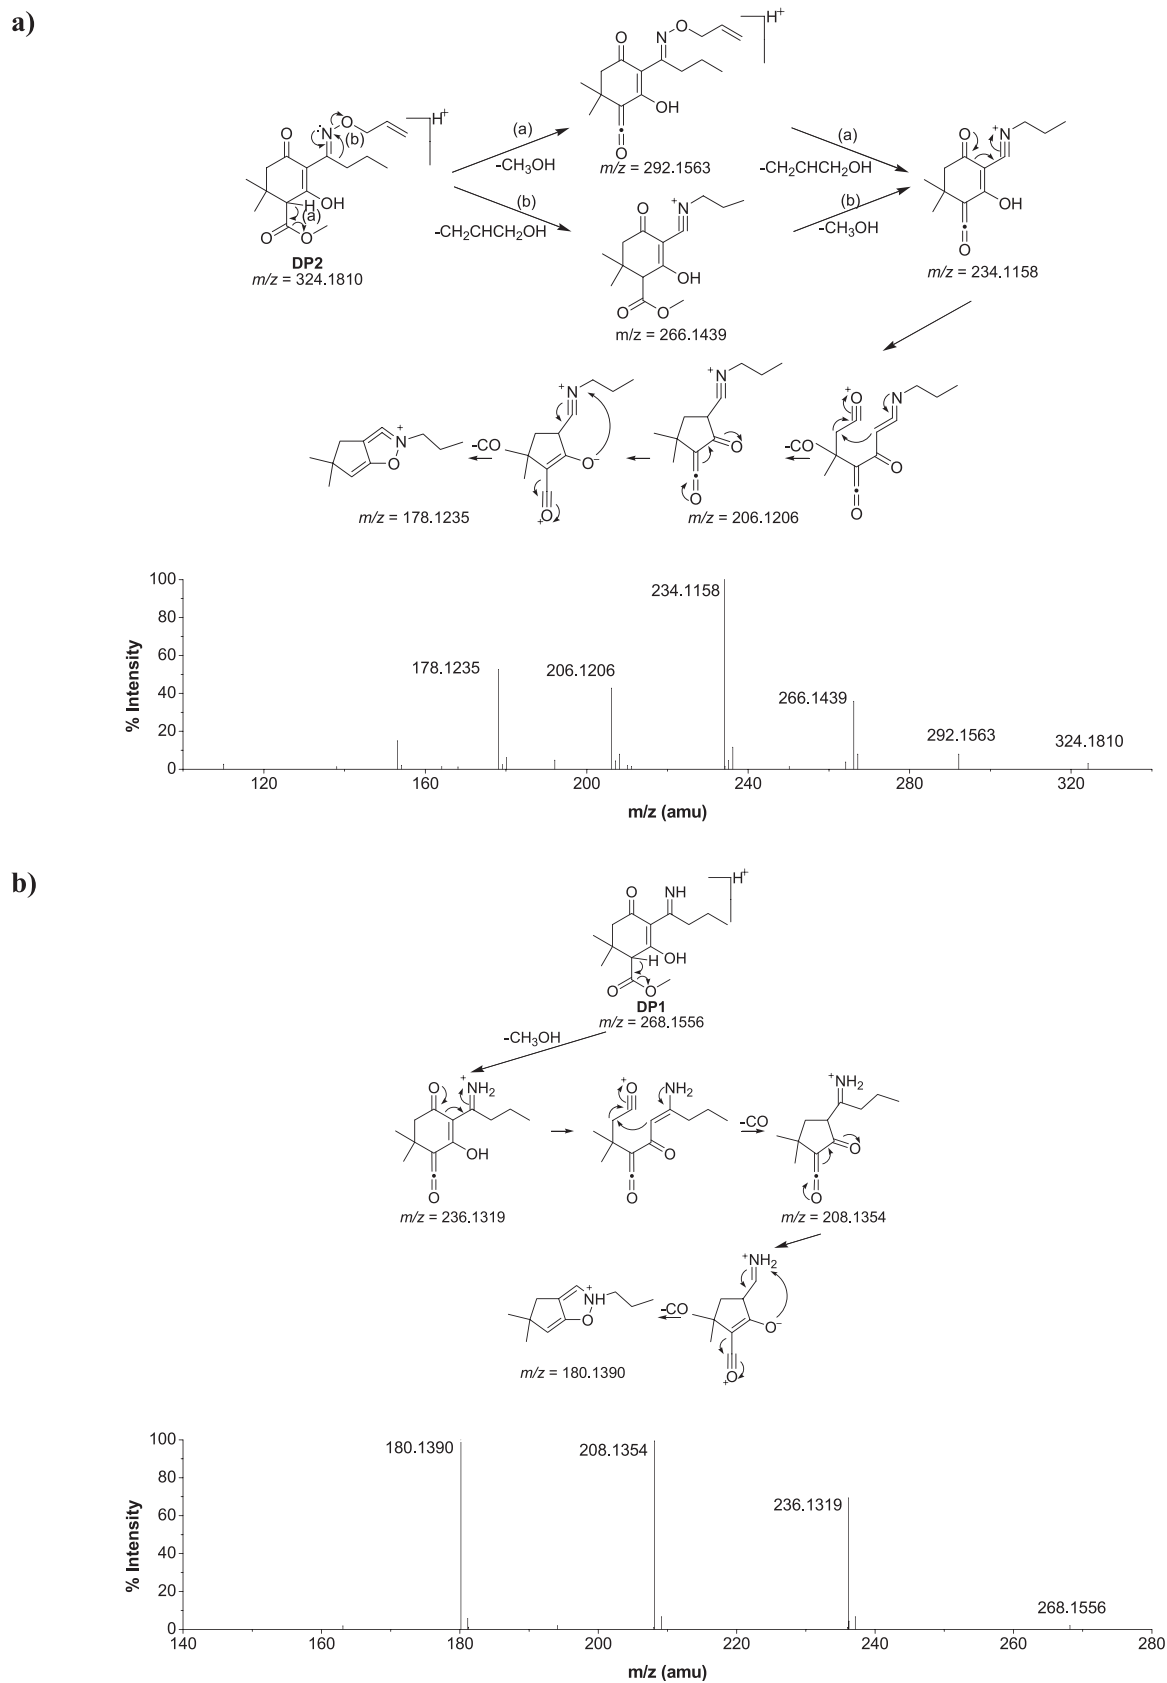 a)
H+
O
N
O
OH
•
O
m/z = 292.1563
(a)
-CH3OH
(a)
-CH2CHCH2OH
H+
O
:N
O
(b)
H
OH
(a)
O
O
DP2
m/z = 324.1810
(b)
-CH2CHCH2OH
O
+
N
OH
O
O
m/z = 266.1439
(b)
-CH3OH
O
+
N
OH
•
O
m/z = 234.1158
+
O
N
O
•
O
-CO
+
N
O
•
O
m/z = 206.1206
+
N
O−
O
+
-CO
+
N
O
m/z = 178.1235
100
80
60
40
20
0
% Intensity
178.1235
206.1206
234.1158
266.1439
292.1563
324.1810
120
160
200
240
280
320
m/z (amu)
b)
H+
O
NH
H
OH
O
O
DP1
m/z = 268.1556
-CH3OH
O
+
NH2
OH
•
O
m/z = 236.1319
+
O
NH2
O
•
O
-CO
+
NH2
O
•
O
m/z = 208.1354
+
NH2
O−
O
+
-CO
+
NH
O
m/z = 180.1390
100
80
60
40
20
0
% Intensity
180.1390
208.1354
236.1319
268.1556
140
160
180
200
220
240
260
280
m/z (amu)